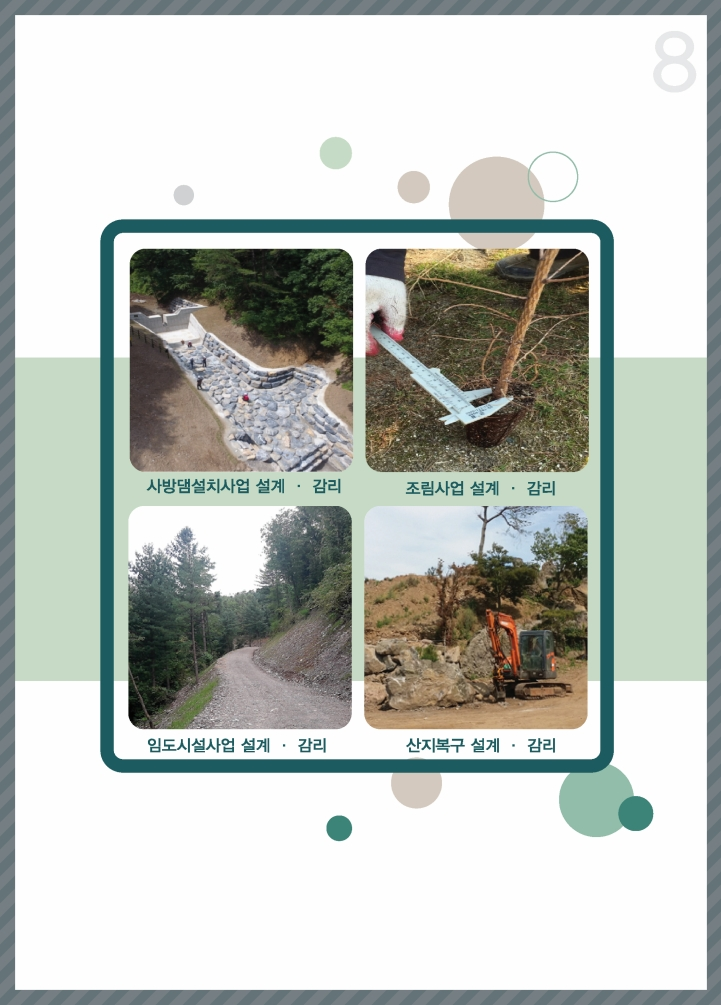 8
사방댐설치사업 설계 · 감리
조림사업 설계 · 감리
임도시설사업 설계 · 감리
산지복구 설계 · 감리